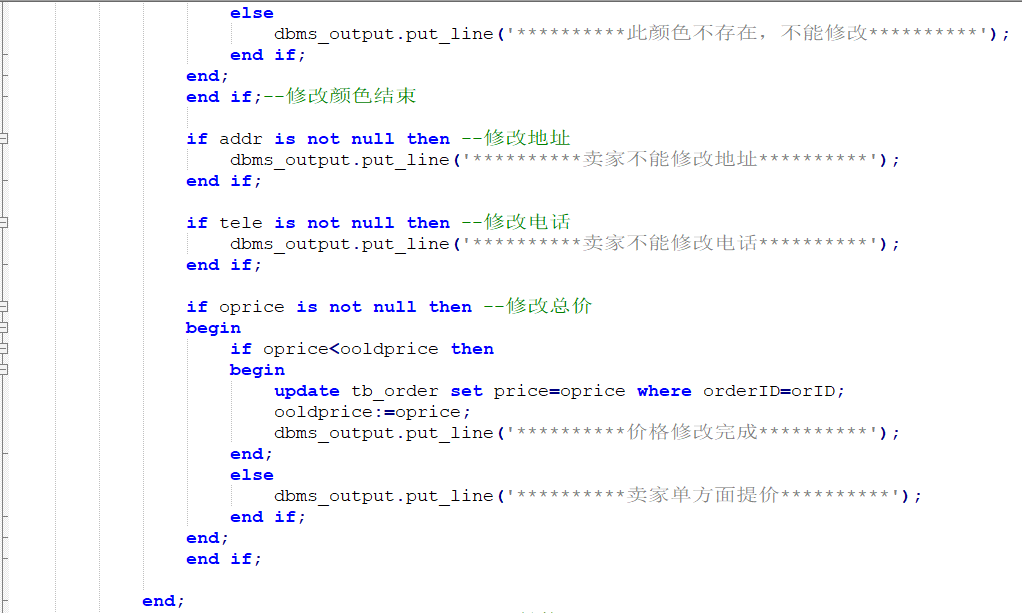 else
dbms_output.put_line('**********此颜色不存在，不能修改**********');
end if;
end;
end if;--修改颜色结束
if addr is not null then --修改地址
dbms_output.put_line('**********卖家不能修改地址**********');
end if;
if tele is not null then --修改电话
dbms_output.put_line('**********卖家不能修改电话**********');
end if;
if oprice is not null then --修改总价
begin
if oprice<ooldprice then
begin
update tb_order set price=oprice where orderID=orID;
ooldprice:=oprice;
dbms_output.put_line('**********价格修改完成**********');
end;
else
dbms_output.put_line('**********卖家单方面提价**********');
end if;
end;
end if;
end;